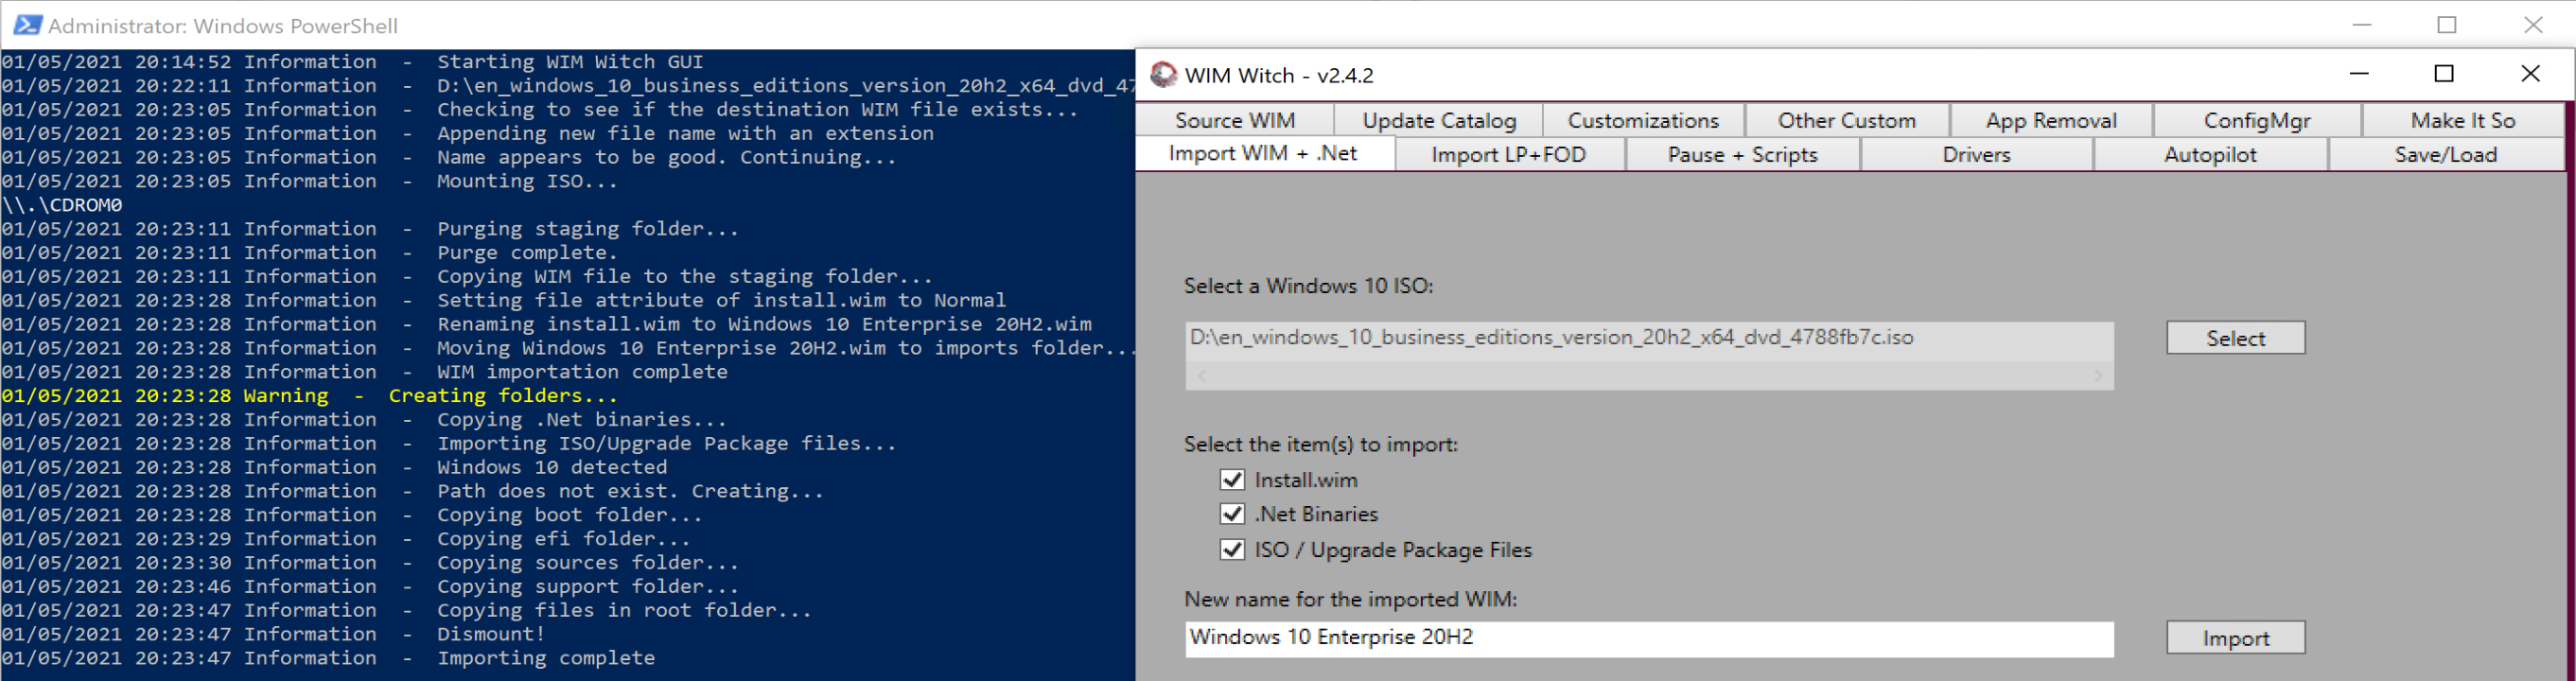 Administrator: Windows PowerShell
01/05/2021 20:14:52 Information - Starting WIM Witch GUI
01/05/2021 20:22:11 Information - D:\en_windows_10_business_editions_version_20h2_x64_dvd_47
01/05/2021 20:23:05 Information - Checking to see if the destination WIM file exists...
01/05/2021 20:23:05 Information - Appending new file name with an extension
01/05/2021 20:23:05 Information - Name appears to be good. Continuing...
01/05/2021 20:23:05 Information - Mounting ISO...
\\.\CDROM0
01/05/2021 20:23:11 Information - Purging staging folder...
01/05/2021 20:23:11 Information - Purge complete.
01/05/2021 20:23:11 Information - Copying WIM file to the staging folder...
01/05/2021 20:23:28 Information - Setting file attribute of install.wim to Normal
01/05/2021 20:23:28 Information - Renaming install.wim to Windows 10 Enterprise 20H2.wim
01/05/2021 20:23:28 Information - Moving Windows 10 Enterprise 20H2.wim to imports folder...
01/05/2021 20:23:28 Information - WIM importation complete
01/05/2021 20:23:28 Warning - Creating folders...
01/05/2021 20:23:28 Information - Copying .Net binaries...
01/05/2021 20:23:28 Information - Importing ISO/Upgrade Package files...
01/05/2021 20:23:28 Information - Windows 10 detected
01/05/2021 20:23:28 Information - Path does not exist. Creating...
01/05/2021 20:23:28 Information - Copying boot folder...
01/05/2021 20:23:29 Information - Copying efi folder...
01/05/2021 20:23:30 Information - Copying sources folder...
01/05/2021 20:23:46 Information - Copying support folder...
01/05/2021 20:23:47 Information - Copying files in root folder...
01/05/2021 20:23:47 Information - Dismount!
01/05/2021 20:23:47 Information - Importing complete
WIM Witch - v2.4.2
Source WIM Update Catalog Customizations Other Custom App Removal ConfigMgr Make It So
Import WIM + .Net Import LP+FOD Pause + Scripts Drivers Autopilot Save/Load
Select a Windows 10 ISO:
D:\en_windows_10_business_editions_version_20h2_x64_dvd_4788fb7c.iso
Select
Select the item(s) to import:
Install.wim
.Net Binaries
ISO / Upgrade Package Files
New name for the imported WIM:
Windows 10 Enterprise 20H2
Import